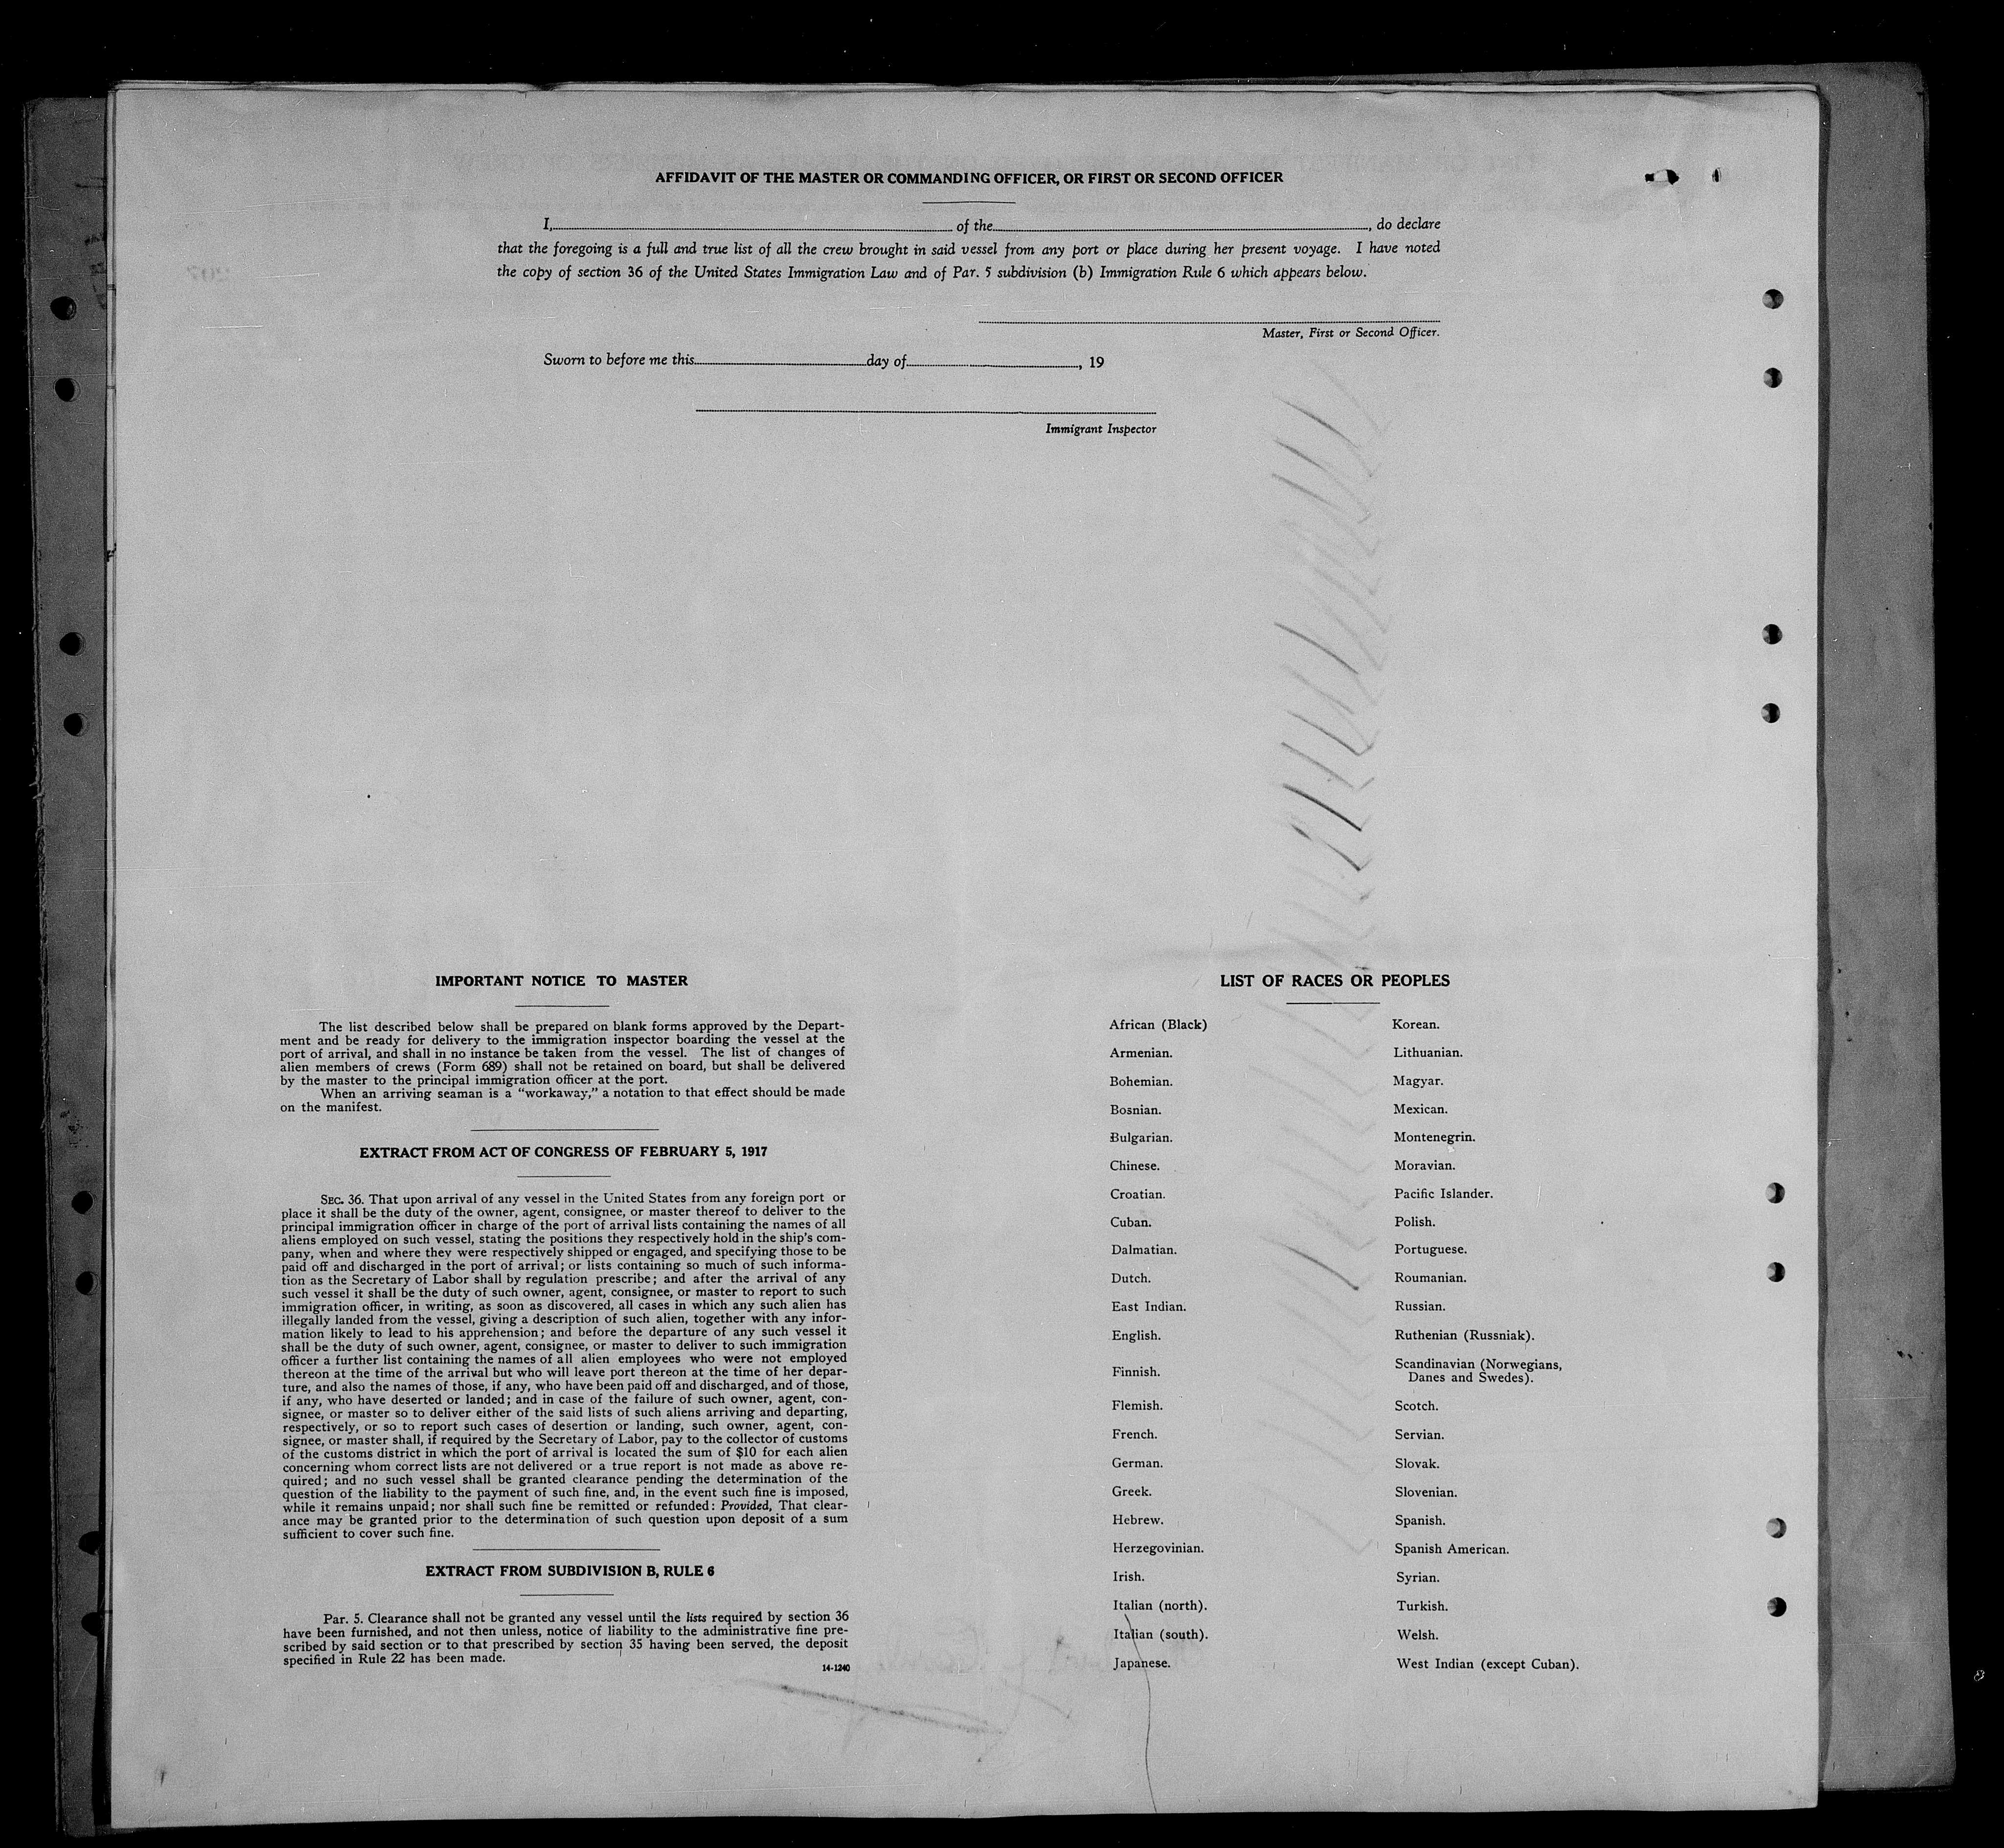 AFFIDAVIT OF THE MASTER OR COMMANDING OFFICER, OR FIRST OR SECOND OFFICER
I, of the , do declare
that the foregoing is a full and true list of all the crew brought in said vessel from any port or place during her present voyage. I have noted
the copy of section 36 of the United States Immigration Law and of Par. 5 subdivision (b) Immigration Rule 6 which appears below.
Master, First or Second Officer.
Sworn to before me this day of , 19
Immigrant Inspector
IMPORTANT NOTICE TO MASTER
The list described below shall be prepared on blank forms approved by the Depart-
ment and be ready for delivery to the immigration inspector boarding the vessel at the
port of arrival, and shall in no instance be taken from the vessel. The list of changes of
alien members of crews (Form 689) shall not be retained on board, but shall be delivered
by the master to the principal immigration officer at the port.
When an arriving seaman is a “workaway,” a notation to that effect should be made
on the manifest.
EXTRACT FROM ACT OF CONGRESS OF FEBRUARY 5, 1917
SEC. 36. That upon arrival of any vessel in the United States from any foreign port or
place it shall be the duty of the owner, agent, consignee, or master thereof to deliver to the
principal immigration officer in charge of the port of arrival lists containing the names of all
aliens employed on such vessel, stating the positions they respectively hold in the ship's com-
pany, when and where they were respectively shipped or engaged, and specifying those to be
paid off and discharged in the port of arrival; or lists containing so much of such informa-
tion as the Secretary of Labor shall by regulation prescribe; and after the arrival of any
such vessel it shall be the duty of such owner, agent, consignee, or master to report to such
immigration officer, in writing, as soon as discovered, all cases in which any such alien has
illegally landed from the vessel, giving a description of such alien, together with any infor-
mation likely to lead to his apprehension; and before the departure of any such vessel it
shall be the duty of such owner, agent, consignee, or master to deliver to such immigration
officer a further list containing the names of all alien employees who were not employed
thereon at the time of the arrival but who will leave port thereon at the time of her depar-
ture, and also the names of those, if any, who have been paid off and discharged, and of those,
if any, who have deserted or landed; and in case of the failure of such owner, agent, con-
signee, or master so to deliver either of the said lists of such aliens arriving and departing,
respectively, or so to report such cases of desertion or landing, such owner, agent, con-
signee, or master shall, if required by the Secretary of Labor, pay to the collector of customs
of the customs district in which the port of arrival is located the sum of $10 for each alien
concerning whom correct lists are not delivered or a true report is not made as above re-
quired; and no such vessel shall be granted clearance pending the determination of the
question of the liability to the payment of such fine, and, in the event such fine is imposed,
while it remains unpaid; nor shall such fine be remitted or refunded: Provided, That clear-
ance may be granted prior to the determination of such question upon deposit of a sum
sufficient to cover such fine.
EXTRACT FROM SUBDIVISION B, RULE 6
Par. 5. Clearance shall not be granted any vessel until the lists required by section 36
have been furnished, and not then unless, notice of liability to the administrative fine pre-
scribed by said section or to that prescribed by section 35 having been served, the deposit
specified in Rule 22 has been made.
14-1240
LIST OF RACES OR PEOPLES
African (Black)
Armenian.
Bohemian.
Bosnian.
Bulgarian.
Chinese.
Croatian.
Cuban.
Dalmatian.
Dutch.
East Indian.
English.
Finnish.
Flemish.
French.
German.
Greek.
Hebrew.
Herzegovinian.
Irish.
Italian (north).
Italian (south).
Japanese.
Korean.
Lithuanian.
Magyar.
Mexican.
Montenegrin.
Moravian.
Pacific Islander.
Polish.
Portuguese.
Roumanian.
Russian.
Ruthenian (Russniak).
Scandinavian (Norwegians,
Danes and Swedes).
Scotch.
Servian.
Slovak.
Slovenian.
Spanish.
Spanish American.
Syrian.
Turkish.
Welsh.
West Indian (except Cuban).